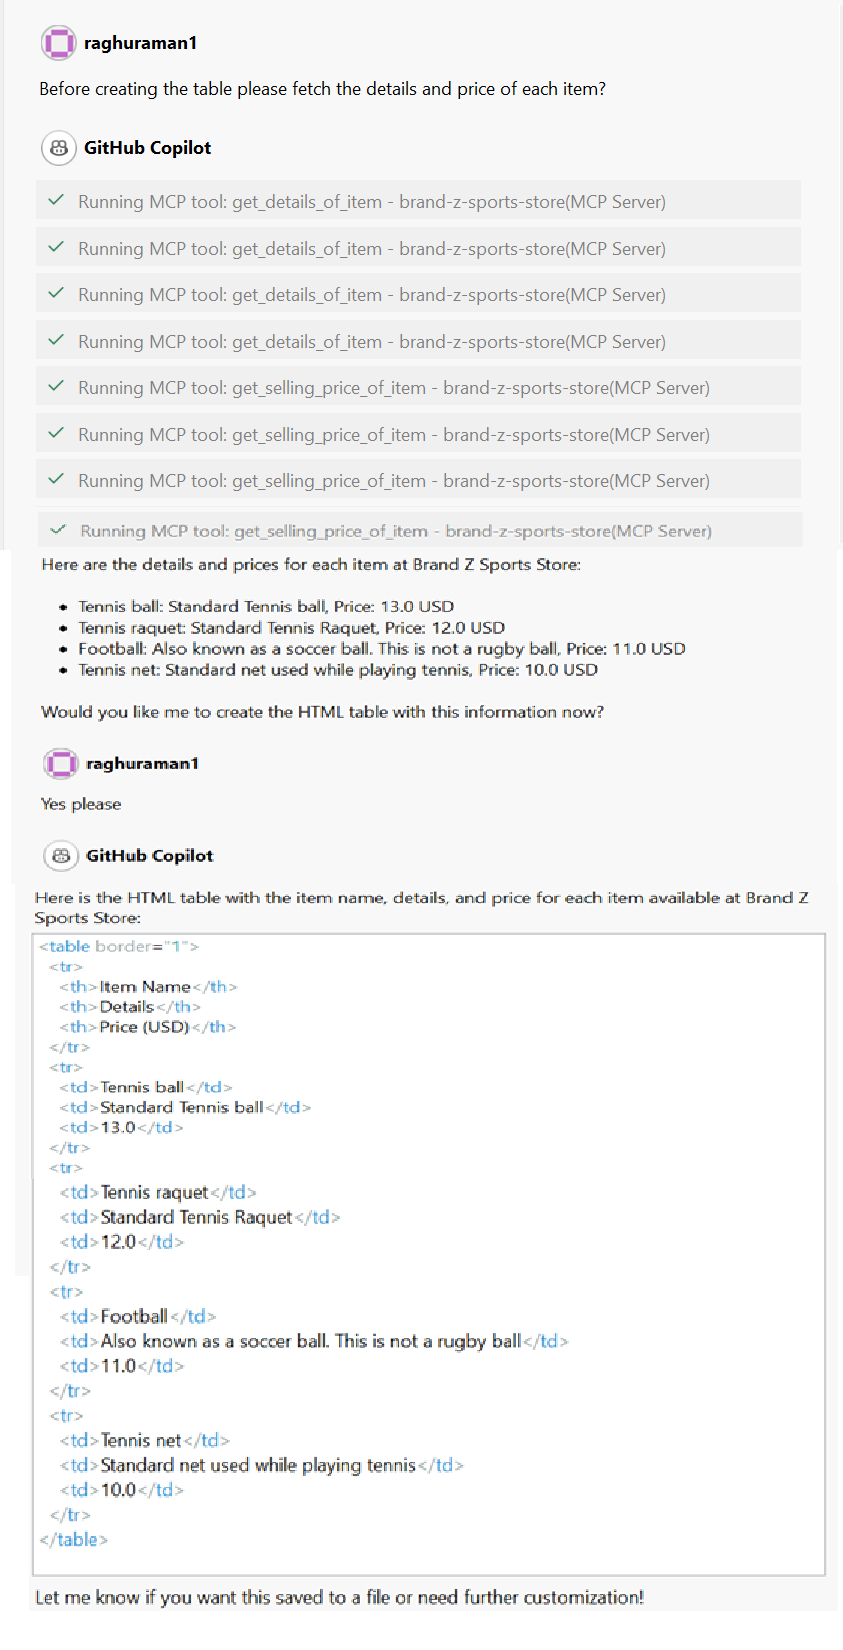 raghuraman1
Before creating the table please fetch the details and price of each item?
GitHub Copilot
Running MCP tool: get_details_of_item - brand-z-sports-store(MCP Server)
Running MCP tool: get_details_of_item - brand-z-sports-store(MCP Server)
Running MCP tool: get_details_of_item - brand-z-sports-store(MCP Server)
Running MCP tool: get_details_of_item - brand-z-sports-store(MCP Server)
Running MCP tool: get_selling_price_of_item - brand-z-sports-store(MCP Server)
Running MCP tool: get_selling_price_of_item - brand-z-sports-store(MCP Server)
Running MCP tool: get_selling_price_of_item - brand-z-sports-store(MCP Server)
Running MCP tool: get_selling_price_of_item - brand-z-sports-store(MCP Server)
Here are the details and prices for each item at Brand Z Sports Store:
• Tennis ball: Standard Tennis ball, Price: 13.0 USD
• Tennis raquet: Standard Tennis Raquet, Price: 12.0 USD
• Football: Also known as a soccer ball. This is not a rugby ball, Price: 11.0 USD
• Tennis net: Standard net used while playing tennis, Price: 10.0 USD
Would you like me to create the HTML table with this information now?
raghuraman1
Yes please
GitHub Copilot
Here is the HTML table with the item name, details, and price for each item available at Brand Z
Sports Store:
<table border="1">
<tr>
<th>Item Name</th>
<th>Details</th>
<th>Price (USD)</th>
</tr>
<tr>
<td>Tennis ball</td>
<td>Standard Tennis ball</td>
<td>13.0</td>
</tr>
<tr>
<td>Tennis raquet</td>
<td>Standard Tennis Raquet</td>
<td>12.0</td>
</tr>
<tr>
<td>Football</td>
<td>Also known as a soccer ball. This is not a rugby ball</td>
<td>11.0</td>
</tr>
<tr>
<td>Tennis net</td>
<td>Standard net used while playing tennis</td>
<td>10.0</td>
</tr>
</table>
Let me know if you want this saved to a file or need further customization!